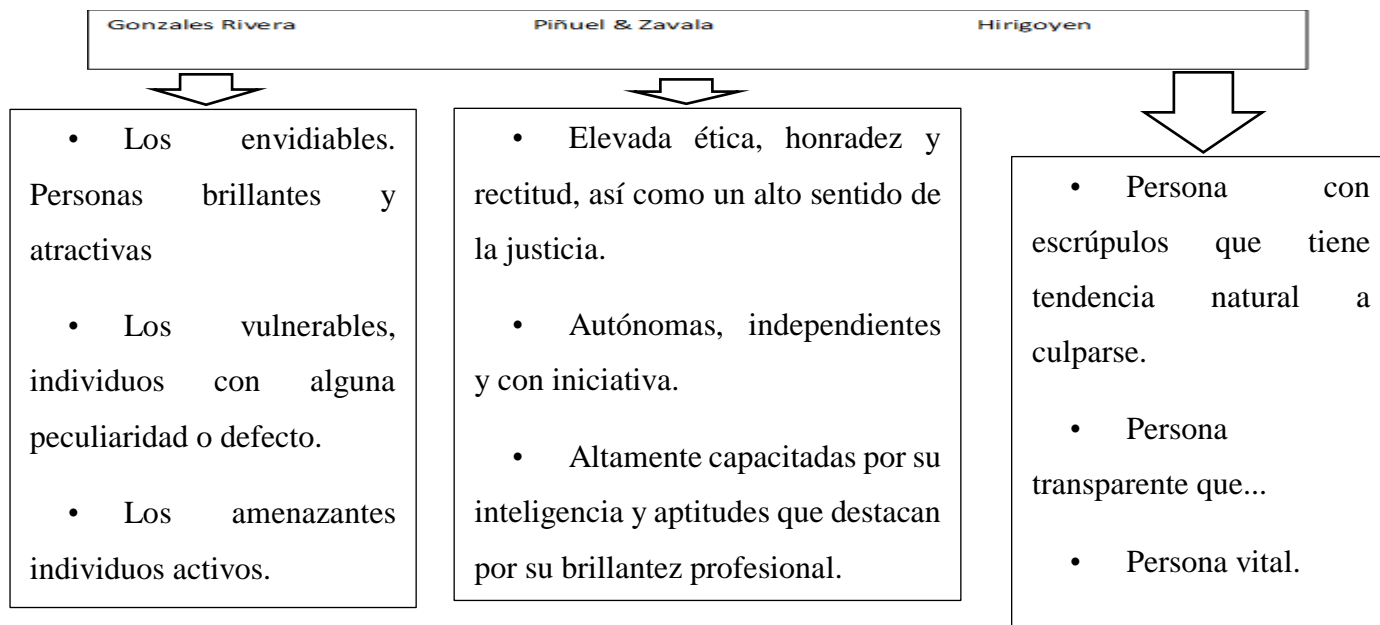 Gonzales Rivera Piñuel & Zavala Hirigoyen
• Los envidiables.
Personas brillantes y
atractivas
• Los vulnerables,
individuos con alguna
peculiaridad o defecto.
• Los amenazantes
individuos activos.
• Elevada ética, honradez y
rectitud, así como un alto sentido de
la justicia.
• Autónomas, independientes
y con iniciativa.
• Altamente capacitadas por su
inteligencia y aptitudes que destacan
por su brillantez profesional.
• Persona con
escrúpulos que tiene
tendencia natural a
culparse.
• Persona
transparente que...
• Persona vital.